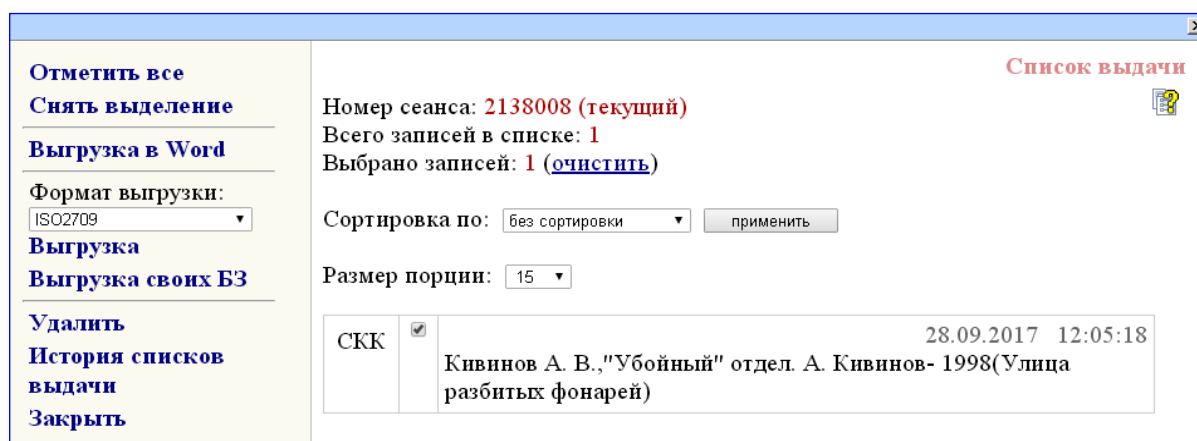 Отметить все
Снять выделение
Выгрузка в Word
Формат выгрузки:
ISO2709
Выгрузка
Выгрузка своих БЗ
Удалить
История списков
выдачи
Закрыть
Список выдачи
Номер сеанса: 2138008 (текущий)
Всего записей в списке: 1
Выбрано записей: 1 (очистить)
Сортировка по: без сортировки применить
Размер порции: 15
СКК 28.09.2017 12:05:18
Кивинов А. В.,"Убойный" отдел. А. Кивинов- 1998(Улица
разбитых фонарей)